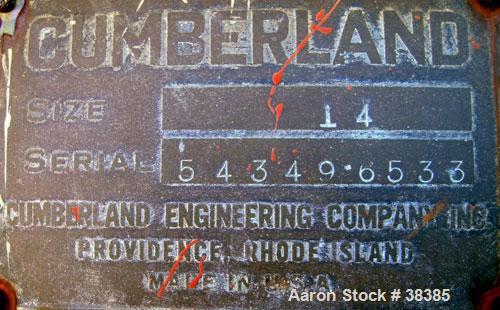 CUMBERLAND
SIZE 14
SERIAL 54349-6533
CUMBERLAND ENGINEERING COMPANY INC.
PROVIDENCE, RHODE ISLAND
MADE IN U.S.A
Aaron Stock # 38385